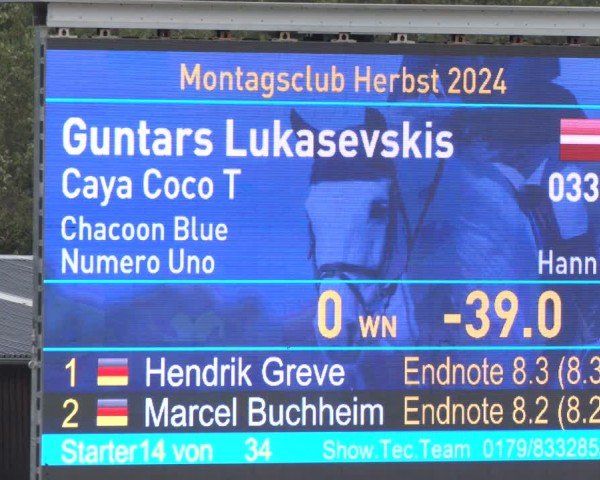 Montagsclub Herbst 2024
Guntars Lukasevskis
Caya Coco T
033
Chacoon Blue
Numero Uno
Hann
0 WN -39.0
1 Hendrik Greve Endnote 8.3 (8.3
2 Marcel Buchheim Endnote 8.2 (8.2
Starter14 von 34 Show.Tec.Team 0179/833285